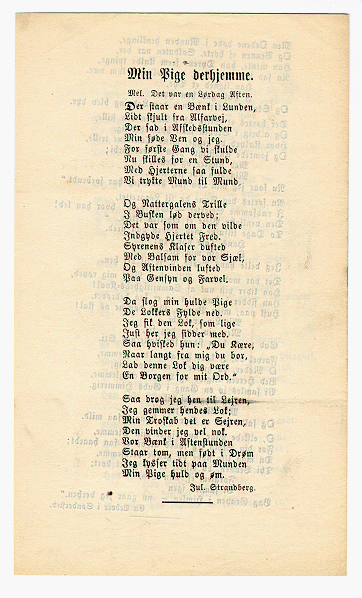 Min Pige derhjemme.
Mel. Det var en Lørdag Aften.
Der staar en Bænk i Lunden,
Lidt skjult fra Alfarvej,
Der sad i Afskedsstunden
Min søde Ven og jeg.
For første Gang vi skulde
Nu skilles for en Stund,
Med Hjerterne saa fulde
Vi trykte Mund til Mund.
Og Nattergalens Trille
I Busken lød derved;
Det var som om den vilde
Indgyde Hjertet Fred.
Syrenens Klaser dufted
Med Balsam for vor Sjæl,
Og Aftenvinden lufted
Paa Gensyn og Farvel.
Da slog min hulde Pige
De Lokkers Fylde ned.
Jeg fik den Lok, som lige
Just her jeg sidder med.
Saa hvisked hun: „Du Kære,
Naar langt fra mig du bor,
Lad denne Lok dig være
En Borgen for mit Ord.“
Saa drog jeg hen til Lejren,
Jeg gemmer hendes Lok;
Min Troskab det er Sejren,
Den vinder jeg vel nok.
Vor Bænk i Aftenstunden
Staar tom, men sødt i Drøm
Jeg kysser tidt paa Munden
Min Pige huld og øm.
Jul. Strandberg.